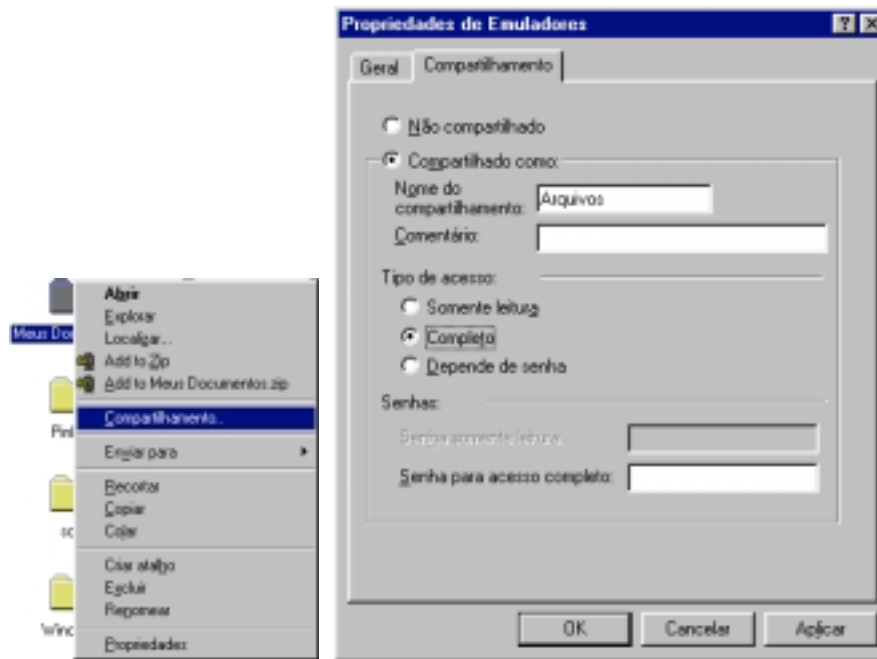 Meus Do
Abrir
Explorar
Localizar...
Add to Zip
Add to Meus Documentos.zip
Compartilhamento...
Enviar para
Recortar
Copiar
Colar
Criar atalho
Excluir
Renomear
Propriedades
Propriedades de Emuladores
Geral
Compartilhamento
Não compartilhado
Compartilhado como:
Nome do
compartilhamento:
Arquivos
Comentário:
Tipo de acesso:
Somente leitura
Completo
Depende de senha
Senhas:
Senha somente leitura:
Senha para acesso completo:
OK
Cancelar
Aplicar